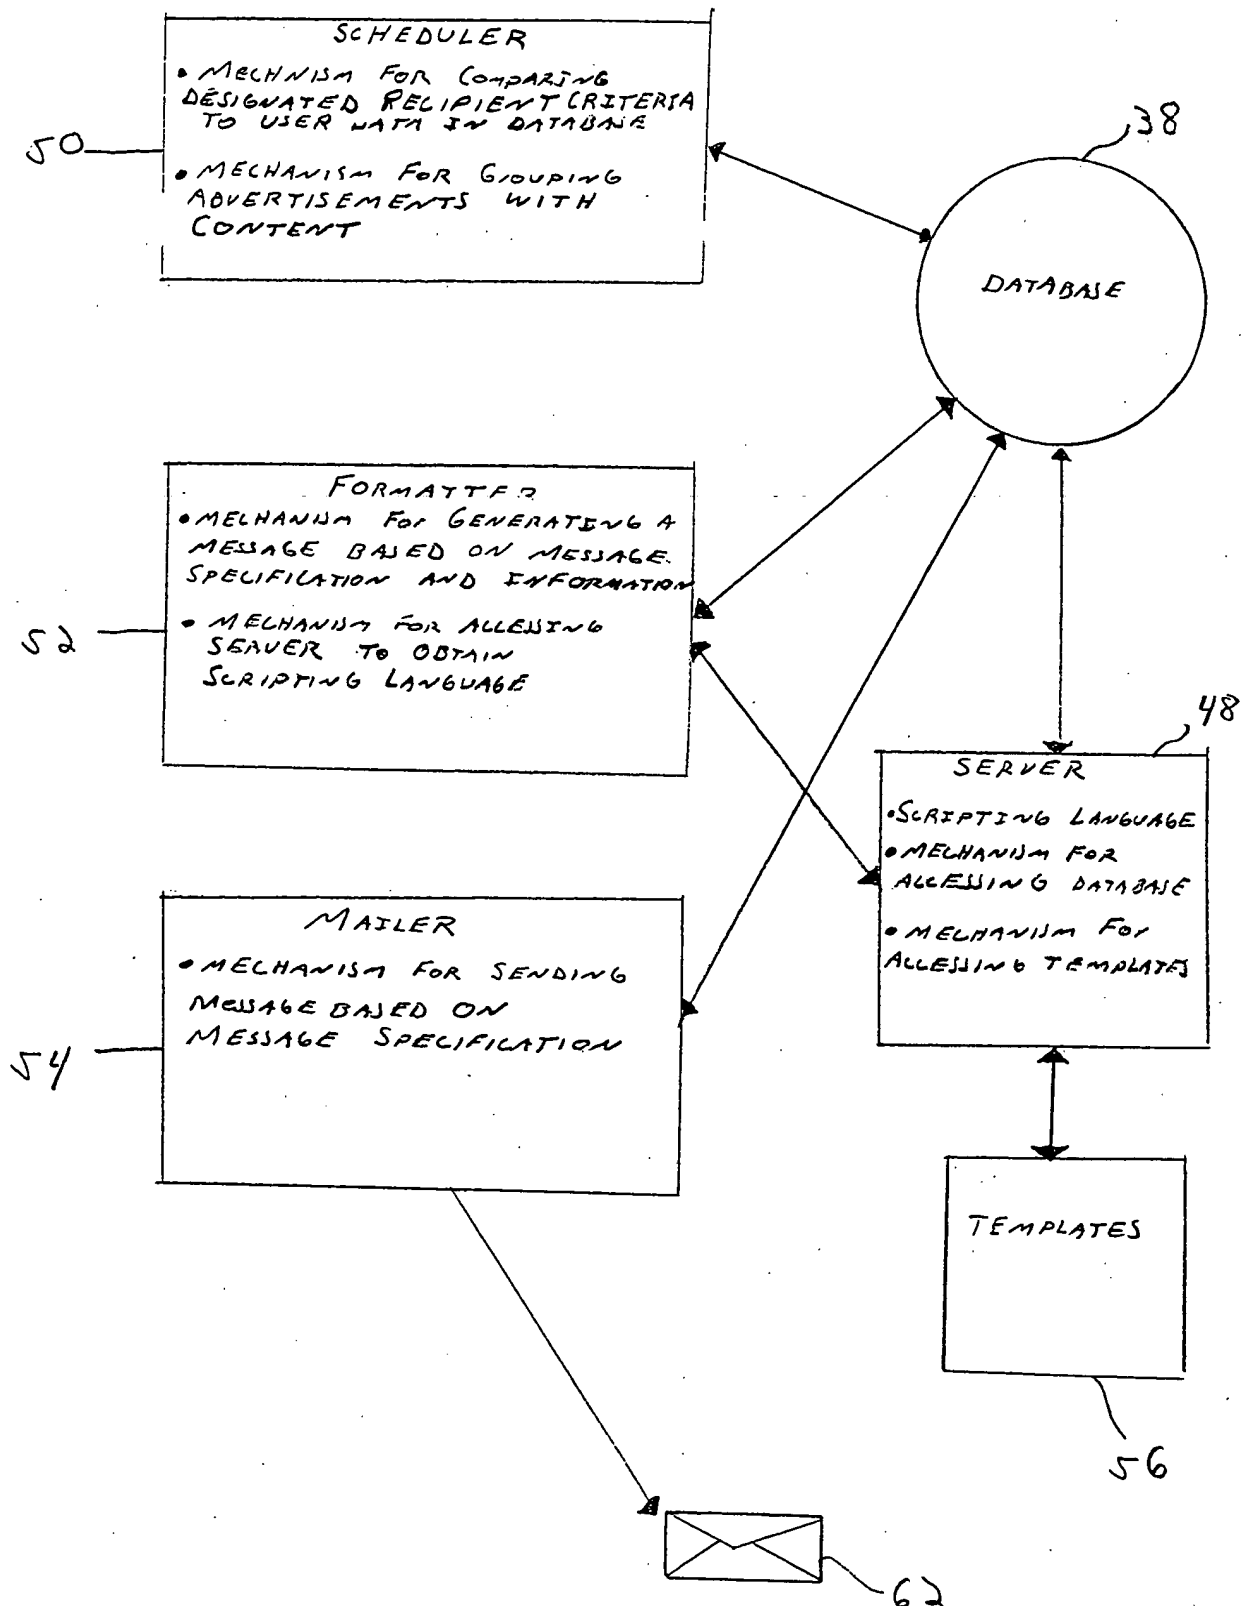 SCHEDULER
• MECHNISM FOR COMPARING
DESIGNATED RECIPIENT CRITERIA
TO USER DATA IN DATABASE
• MECHANISM FOR GROUPING
ADVERTISEMENTS WITH
CONTENT
50
38
DATABASE
FORMATTER
• MECHANISM FOR GENERATING A
MESSAGE BASED ON MESSAGE
SPECIFICATION AND INFORMATION
• MECHANISM FOR ACCESSING
SERVER TO OBTAIN
SCRIPTING LANGUAGE
52
48
SERVER
• SCRIPTING LANGUAGE
• MECHANISM FOR
ACCESSING DATABASE
• MECHANISM FOR
ACCESSING TEMPLATES
MAILER
• MECHANISM FOR SENDING
MESSAGE BASED ON
MESSAGE SPECIFICATION
54
TEMPLATES
56
62